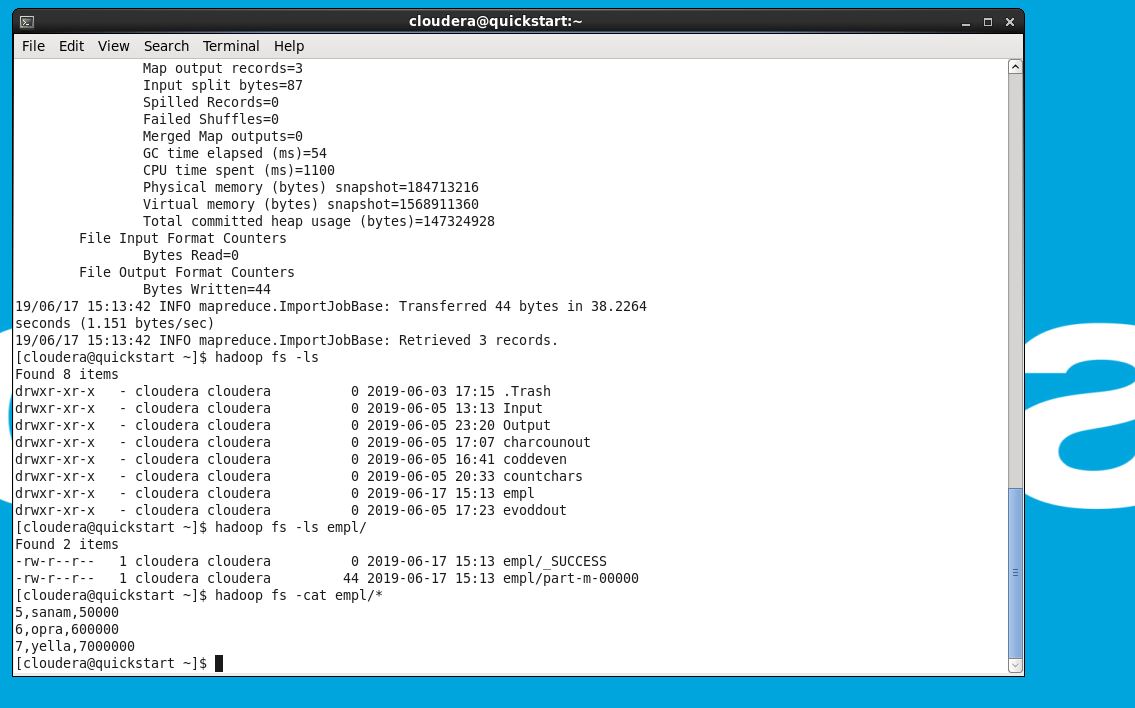 cloudera@quickstart:~
File Edit View Search Terminal Help
Map output records=3
Input split bytes=87
Spilled Records=0
Failed Shuffles=0
Merged Map outputs=0
GC time elapsed (ms)=54
CPU time spent (ms)=1100
Physical memory (bytes) snapshot=184713216
Virtual memory (bytes) snapshot=1568911360
Total committed heap usage (bytes)=147324928
File Input Format Counters
Bytes Read=0
File Output Format Counters
Bytes Written=44
19/06/17 15:13:42 INFO mapreduce.ImportJobBase: Transferred 44 bytes in 38.2264
seconds (1.151 bytes/sec)
19/06/17 15:13:42 INFO mapreduce.ImportJobBase: Retrieved 3 records.
[cloudera@quickstart ~]$ hadoop fs -ls
Found 8 items
drwxr-xr-x   - cloudera cloudera          0 2019-06-03 17:15 .Trash
drwxr-xr-x   - cloudera cloudera          0 2019-06-05 13:13 Input
drwxr-xr-x   - cloudera cloudera          0 2019-06-05 23:20 Output
drwxr-xr-x   - cloudera cloudera          0 2019-06-05 17:07 charcounout
drwxr-xr-x   - cloudera cloudera          0 2019-06-05 16:41 coddeven
drwxr-xr-x   - cloudera cloudera          0 2019-06-05 20:33 countchars
drwxr-xr-x   - cloudera cloudera          0 2019-06-17 15:13 empl
drwxr-xr-x   - cloudera cloudera          0 2019-06-05 17:23 evoddout
[cloudera@quickstart ~]$ hadoop fs -ls empl/
Found 2 items
-rw-r--r--   1 cloudera cloudera          0 2019-06-17 15:13 empl/_SUCCESS
-rw-r--r--   1 cloudera cloudera         44 2019-06-17 15:13 empl/part-m-00000
[cloudera@quickstart ~]$ hadoop fs -cat empl/*
5,sanam,50000
6,opra,600000
7,yella,7000000
[cloudera@quickstart ~]$
a